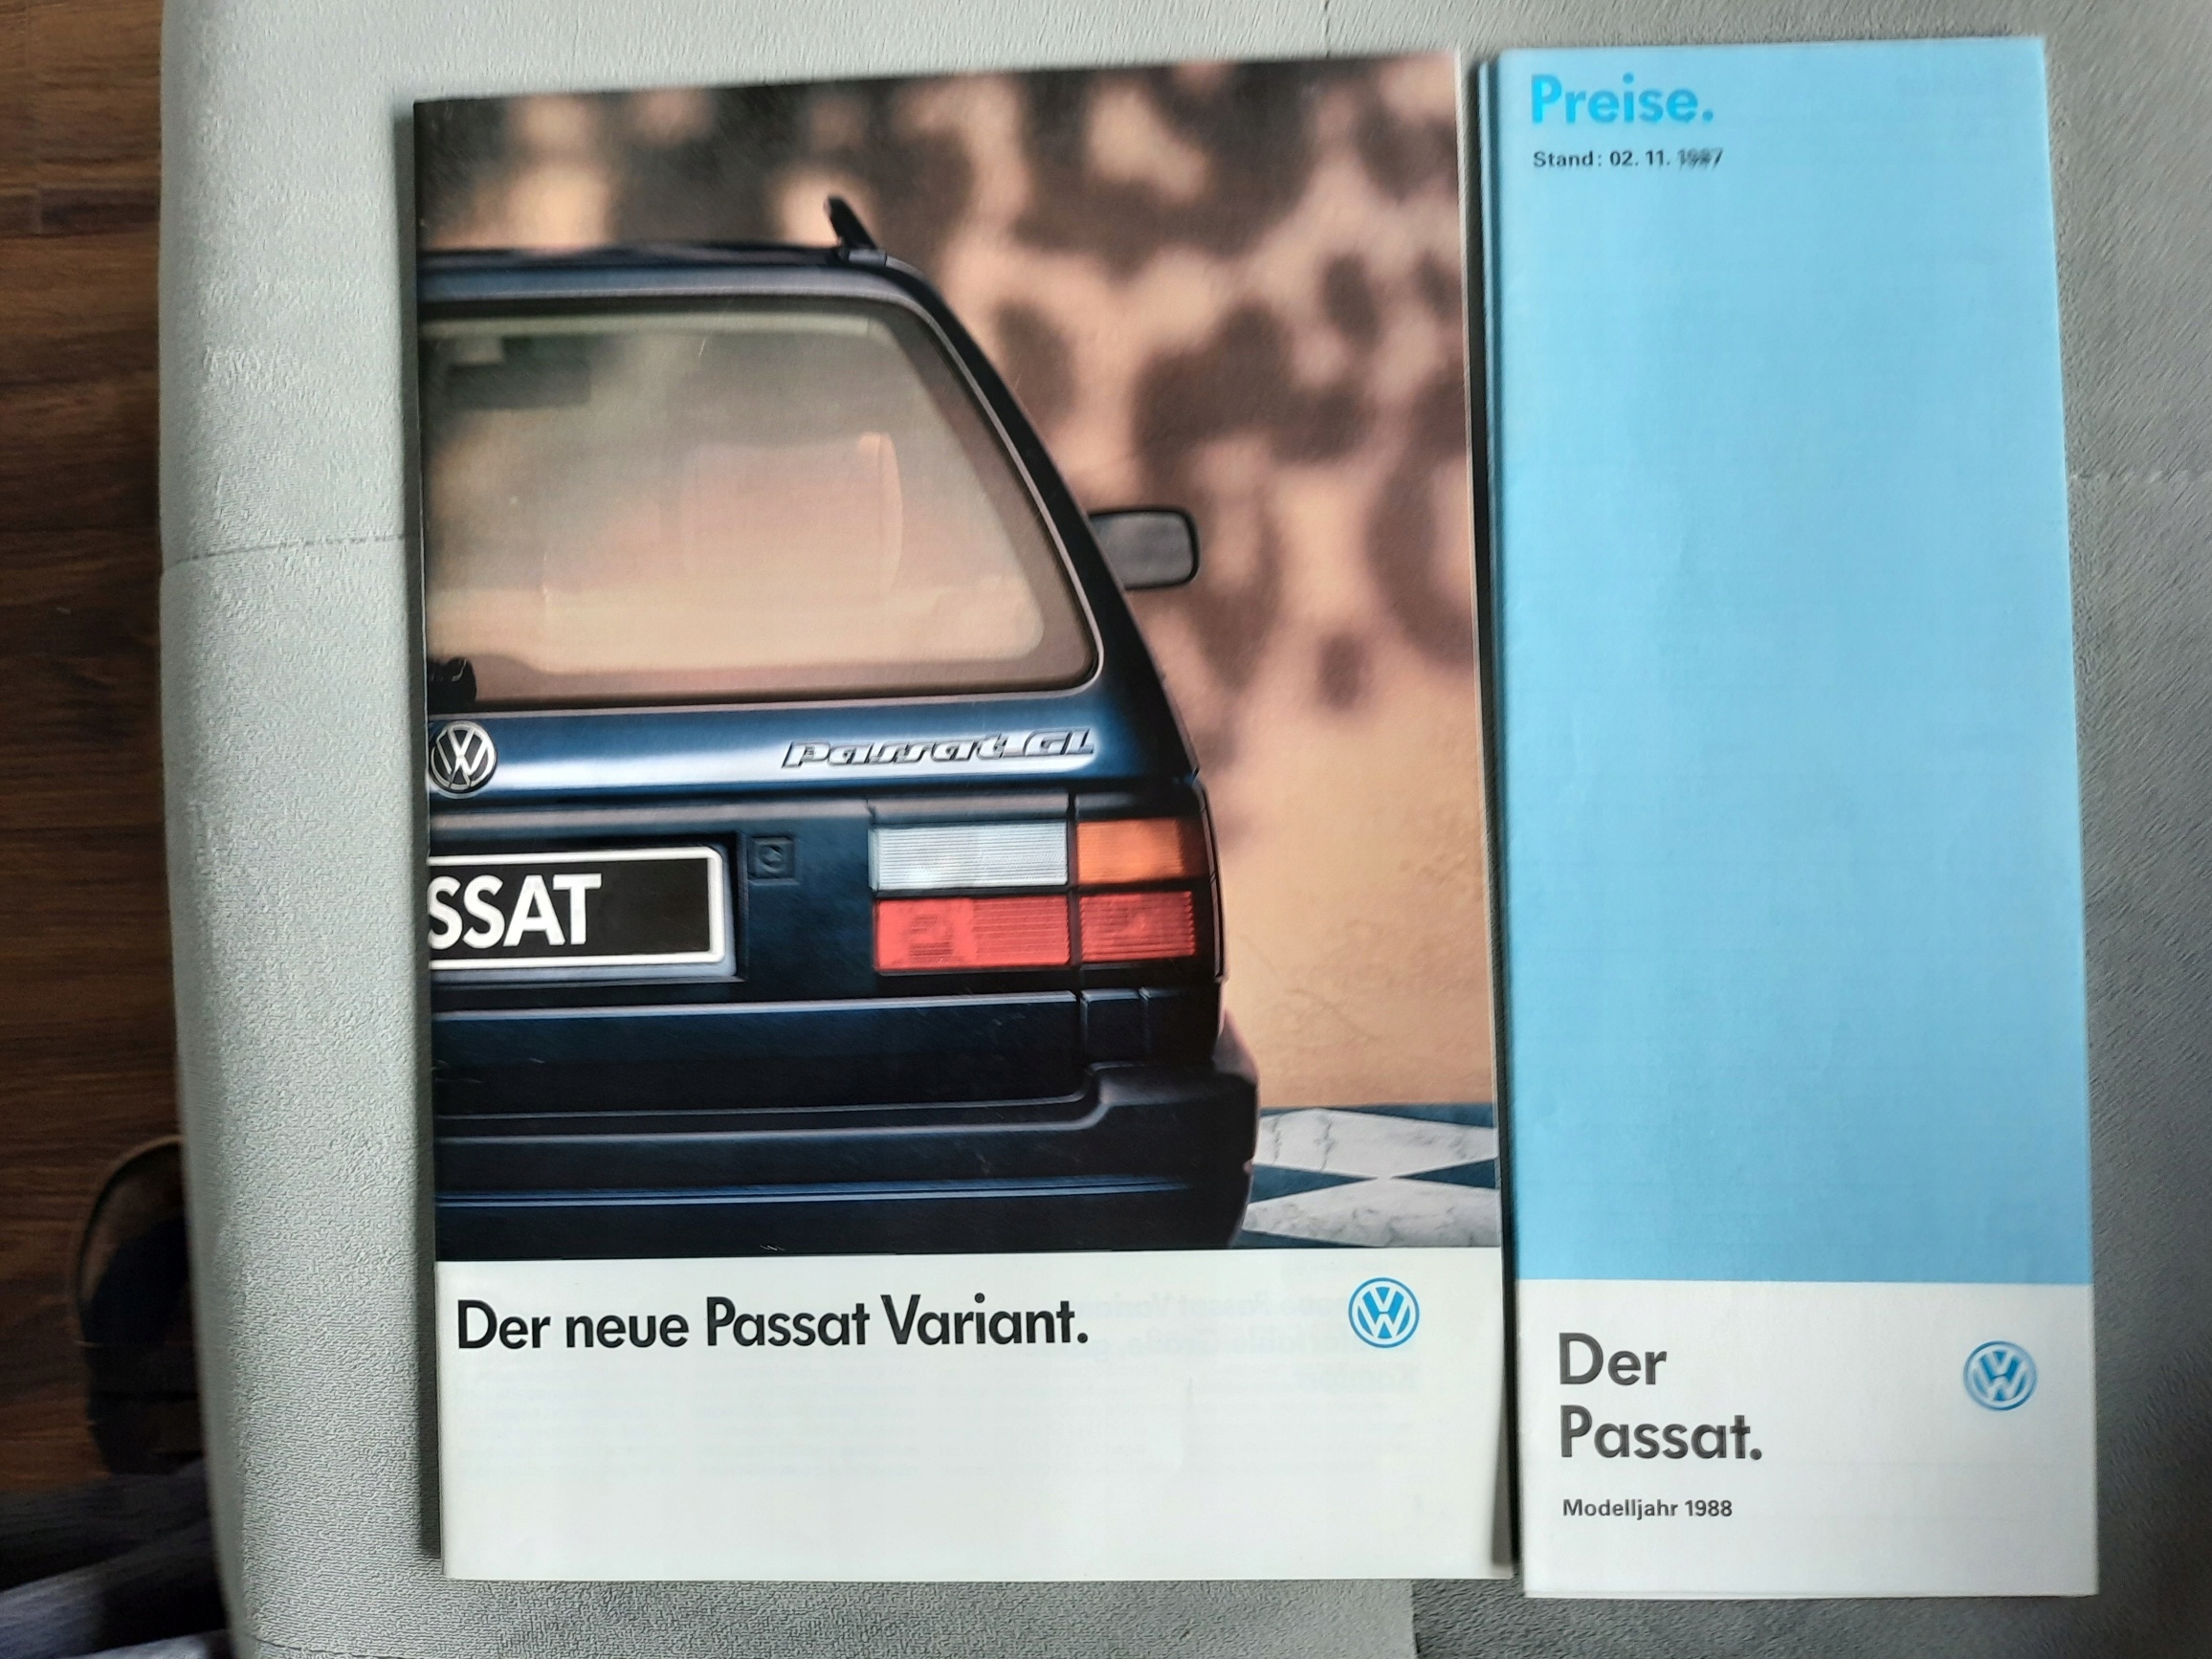 Passat GL
SSAT
Der neue Passat Variant.
Preise.
Stand: 02. 11. 1987
Der
Passat.
Modelljahr 1988